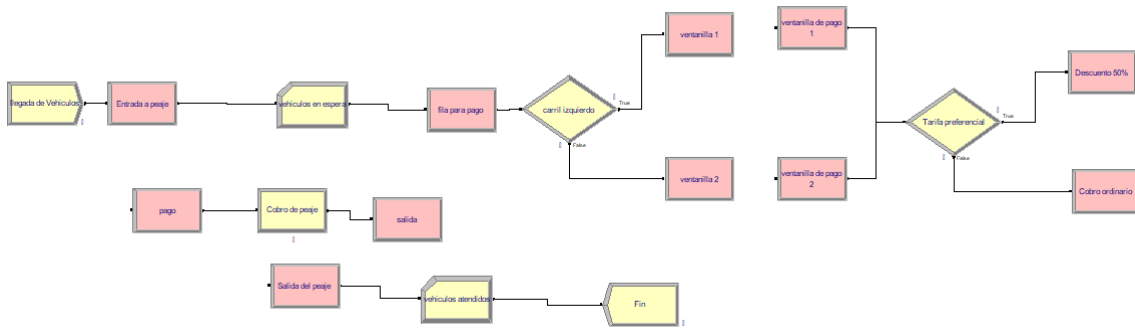 ventanilla 1
ventanilla de pago
1
Descuento 50%
llegada de Vehiculos
Entrada a peaje
vehiculos en espera
fila para pago
carril izquierdo
True
False
Tarifa preferencial
True
False
ventanilla 2
ventanilla de pago
2
Cobro ordinario
pago
Cobro de peaje
salida
Salida del peaje
vehiculos atendidos
Fin